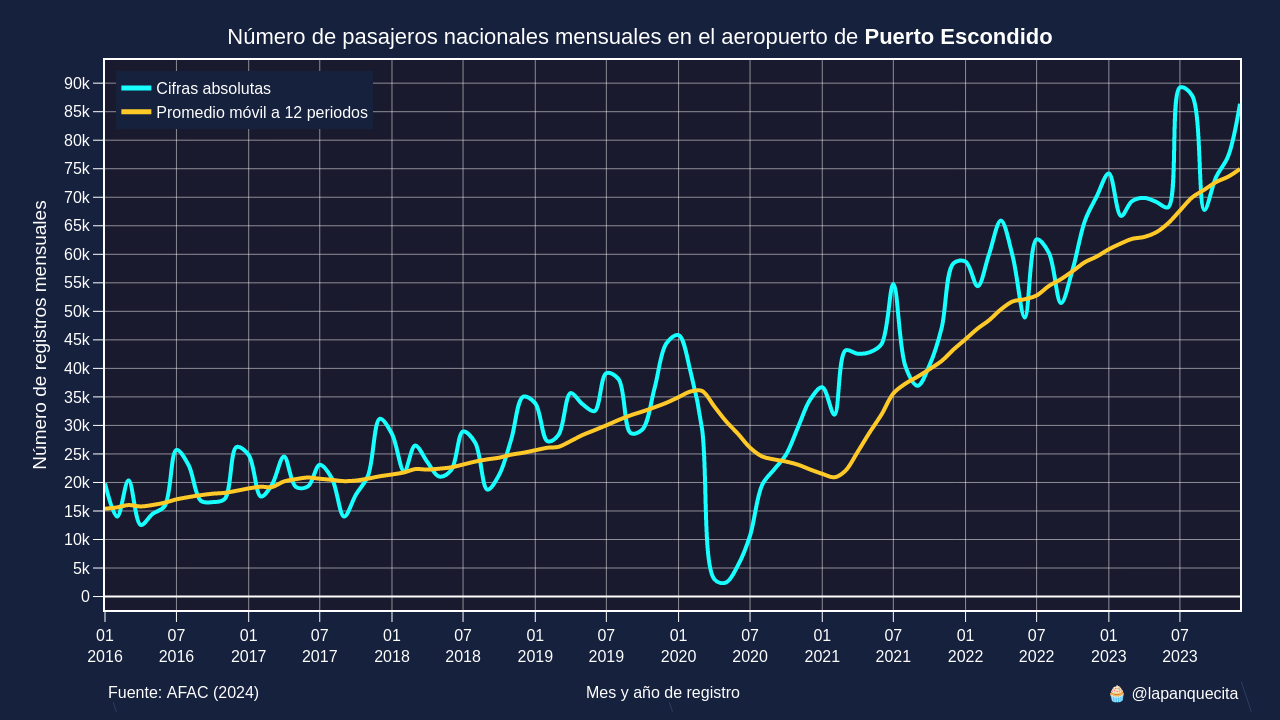 Número de pasajeros nacionales mensuales en el aeropuerto de Puerto Escondido
Cifras absolutas
Promedio móvil a 12 periodos
Número de registros mensuales
90k
85k
80k
75k
70k
65k
60k
55k
50k
45k
40k
35k
30k
25k
20k
15k
10k
5k
0
01 07 01 07 01 07 01 07 01 07 01 07 01 07 01 07
2016 2016 2017 2017 2018 2018 2019 2019 2020 2020 2021 2021 2022 2022 2023 2023
Fuente: AFAC (2024)
Mes y año de registro
🧁 @lapanquecita